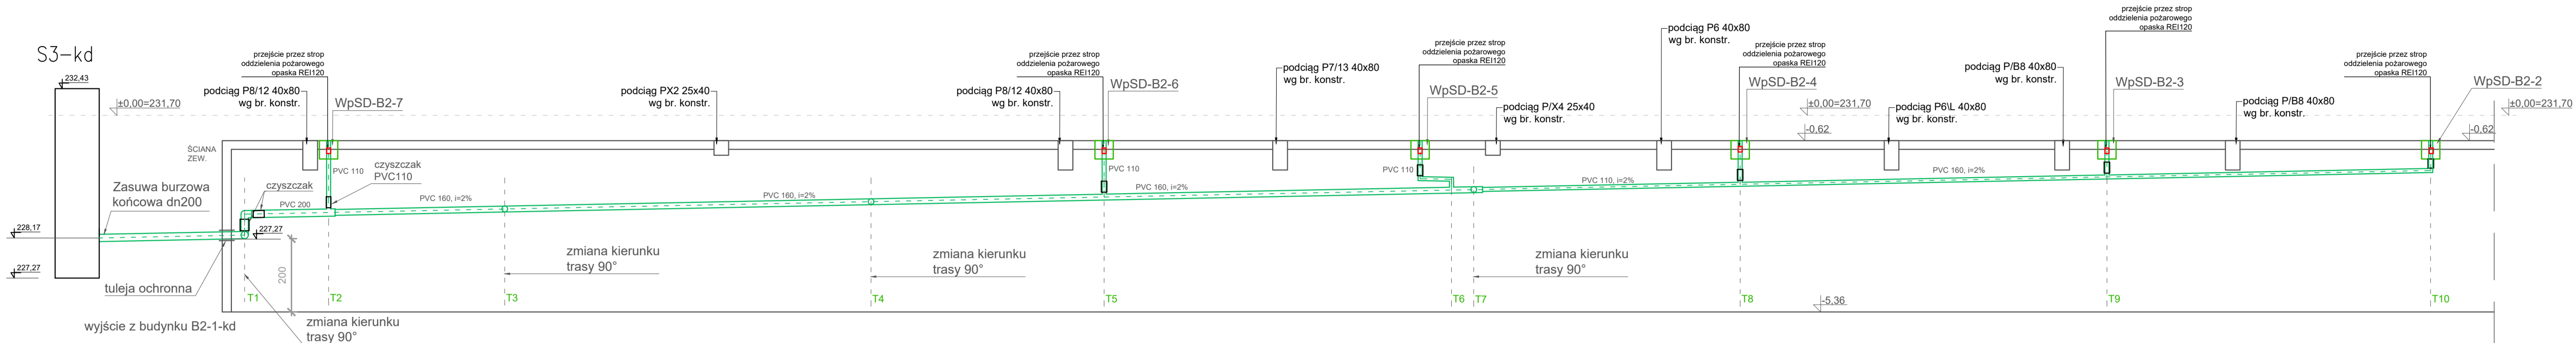 S3-kd
232,43
±0,00=231,70
ŚCIANA
ZEW.
podciąg P8/12 40x80
wg br. konstr.
przejście przez strop
oddzielenia pożarowego
opaska REI120
WpSD-B2-7
PVC 110
czyszczak
PVC110
czyszczak
PVC 200
Zasuwa burzowa
końcowa dn200
228,17
227,27
227,27
200
tuleja ochronna
wyjście z budynku B2-1-kd
T1
zmiana kierunku
trasy 90°
T2
PVC 160, i=2%
T3
zmiana kierunku
trasy 90°
podciąg PX2 25x40
wg br. konstr.
PVC 160, i=2%
T4
zmiana kierunku
trasy 90°
podciąg P8/12 40x80
wg br. konstr.
przejście przez strop
oddzielenia pożarowego
opaska REI120
WpSD-B2-6
PVC 110
PVC 160, i=2%
T5
podciąg P7/13 40x80
wg br. konstr.
przejście przez strop
oddzielenia pożarowego
opaska REI120
WpSD-B2-5
PVC 110
T6
T7
zmiana kierunku
trasy 90°
podciąg P/X4 25x40
wg br. konstr.
PVC 110, i=2%
podciąg P6 40x80
wg br. konstr.
przejście przez strop
oddzielenia pożarowego
opaska REI120
WpSD-B2-4
T8
±0,00=231,70
-0,62
-5,36
podciąg P6\L 40x80
wg br. konstr.
PVC 160, i=2%
podciąg P/B8 40x80
wg br. konstr.
przejście przez strop
oddzielenia pożarowego
opaska REI120
WpSD-B2-3
T9
podciąg P/B8 40x80
wg br. konstr.
przejście przez strop
oddzielenia pożarowego
opaska REI120
WpSD-B2-2
T10
±0,00=231,70
-0,62